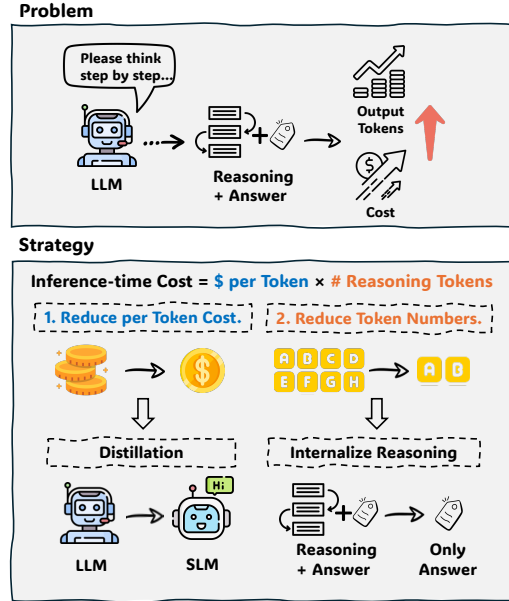 Problem
Please think
step by step...
LLM
Reasoning
+ Answer
Output
Tokens
Cost
Strategy
Inference-time Cost = $ per Token × # Reasoning Tokens
1. Reduce per Token Cost.
2. Reduce Token Numbers.
A B C D
E F G H
A B
Distillation
Internalize Reasoning
Hi
LLM
SLM
Reasoning
+ Answer
Only
Answer